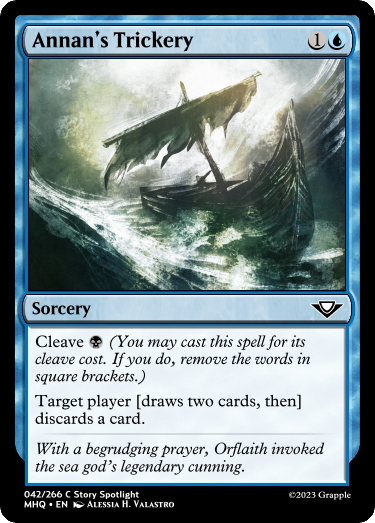 Annan's Trickery 1
Sorcery
Cleave (You may cast this spell for its
cleave cost. If you do, remove the words in
square brackets.)
Target player [draws two cards, then]
discards a card.
With a begrudging prayer, Orflaith invoked
the sea god's legendary cunning.
042/266 C Story Spotlight
MHQ • EN Alessia H. Valastro ©2023 Grapple